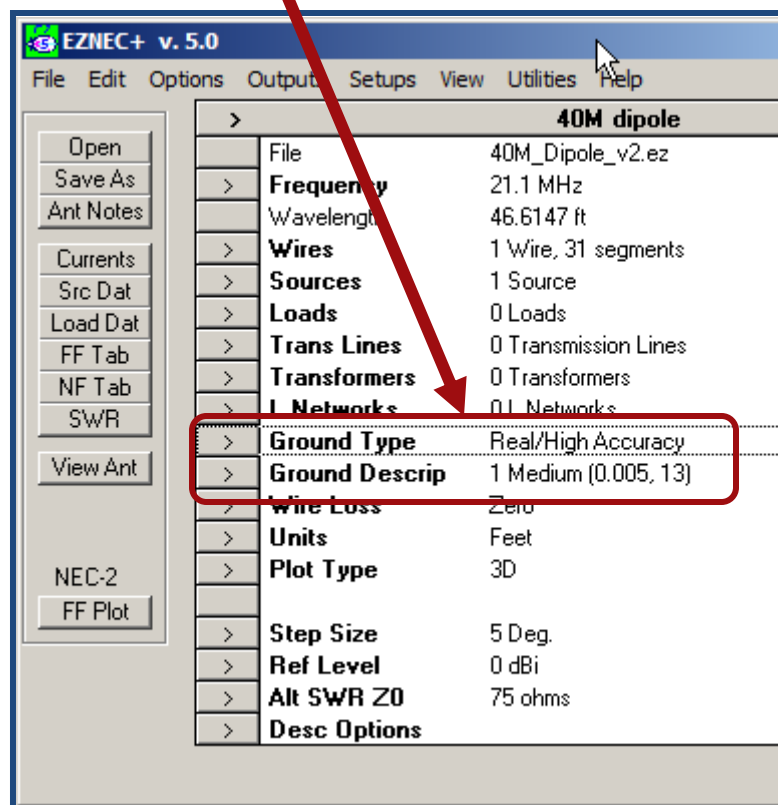 EZNEC+ v. 5.0
File Edit Options Outputs Setups View Utilities Help
Open
Save As
Ant Notes
Currents
Src Dat
Load Dat
FF Tab
NF Tab
SWR
View Ant
NEC-2
FF Plot
> 40M dipole
File 40M_Dipole_v2.ez
> Frequency 21.1 MHz
Wavelength 46.6147 ft
> Wires 1 Wire, 31 segments
> Sources 1 Source
> Loads 0 Loads
> Trans Lines 0 Transmission Lines
> Transformers 0 Transformers
> L Networks 0 L Networks
> Ground Type Real/High Accuracy
> Ground Descrip 1 Medium (0.005, 13)
> Wire Loss Zero
> Units Feet
> Plot Type 3D
> Step Size 5 Deg.
> Ref Level 0 dBi
> Alt SWR Z0 75 ohms
> Desc Options